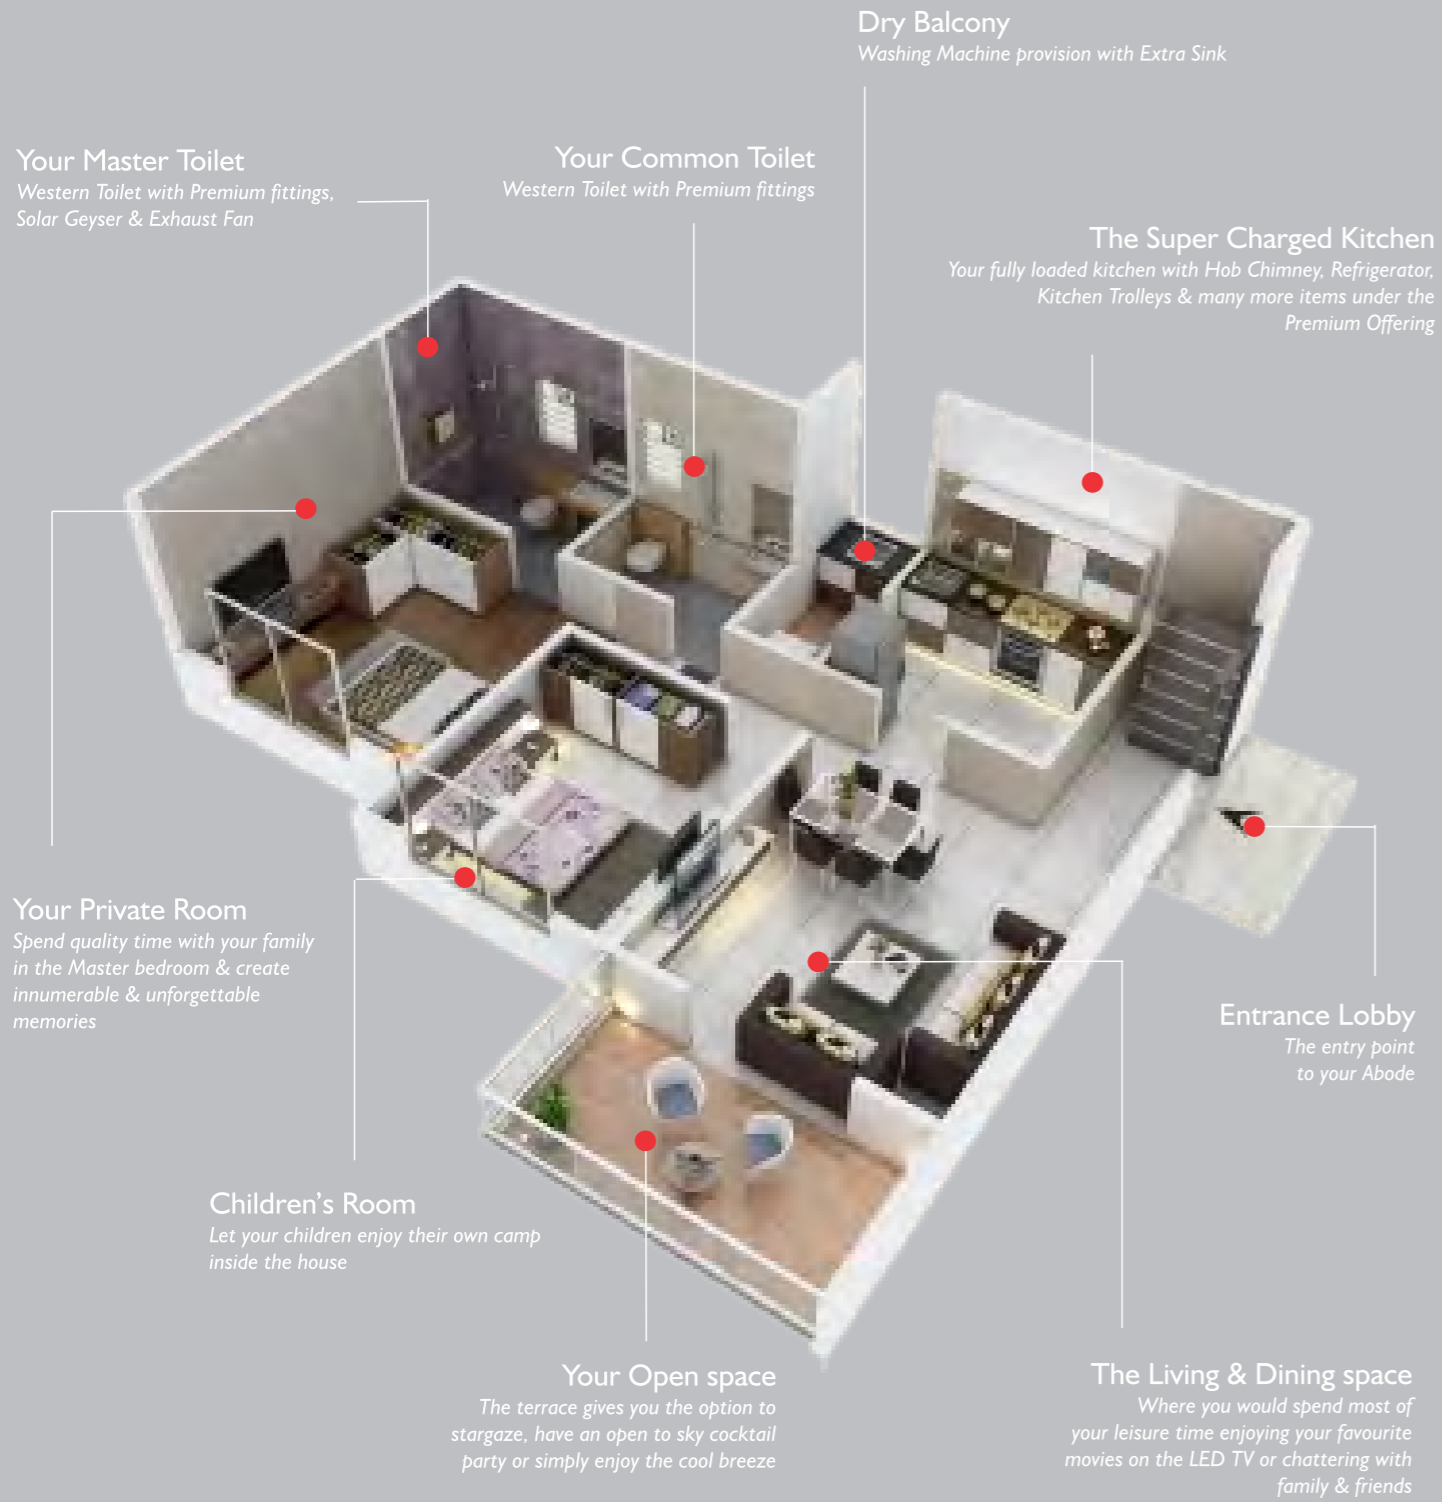 Dry Balcony
Washing Machine provision with Extra Sink
Your Master Toilet
Western Toilet with Premium fittings,
Solar Geyser & Exhaust Fan
Your Common Toilet
Western Toilet with Premium fittings
The Super Charged Kitchen
Your fully loaded kitchen with Hob Chimney, Refrigerator,
Kitchen Trolleys & many more items under the
Premium Offering
Your Private Room
Spend quality time with your family
in the Master bedroom & create
innumerable & unforgettable
memories
Entrance Lobby
The entry point
to your Abode
Children's Room
Let your children enjoy their own camp
inside the house
Your Open space
The terrace gives you the option to
stargaze, have an open to sky cocktail
party or simply enjoy the cool breeze
The Living & Dining space
Where you would spend most of
your leisure time enjoying your favourite
movies on the LED TV or chattering with
family & friends